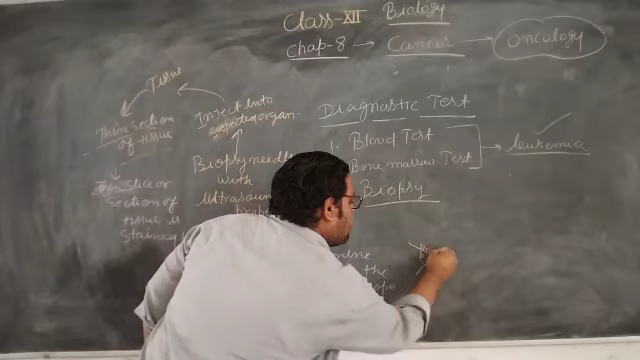 Class-XII Biology
chap-8 → Cancer → oncology
Diagnostic Test
1. Blood Test
Bone marrow Test
leukemia
Biopsy
Tissue
Thin section
of tissue
Insert into
suspected organ.
Biopsy needle
with
Ultrasound
Thin slice or
section of
tissue is
stained
the